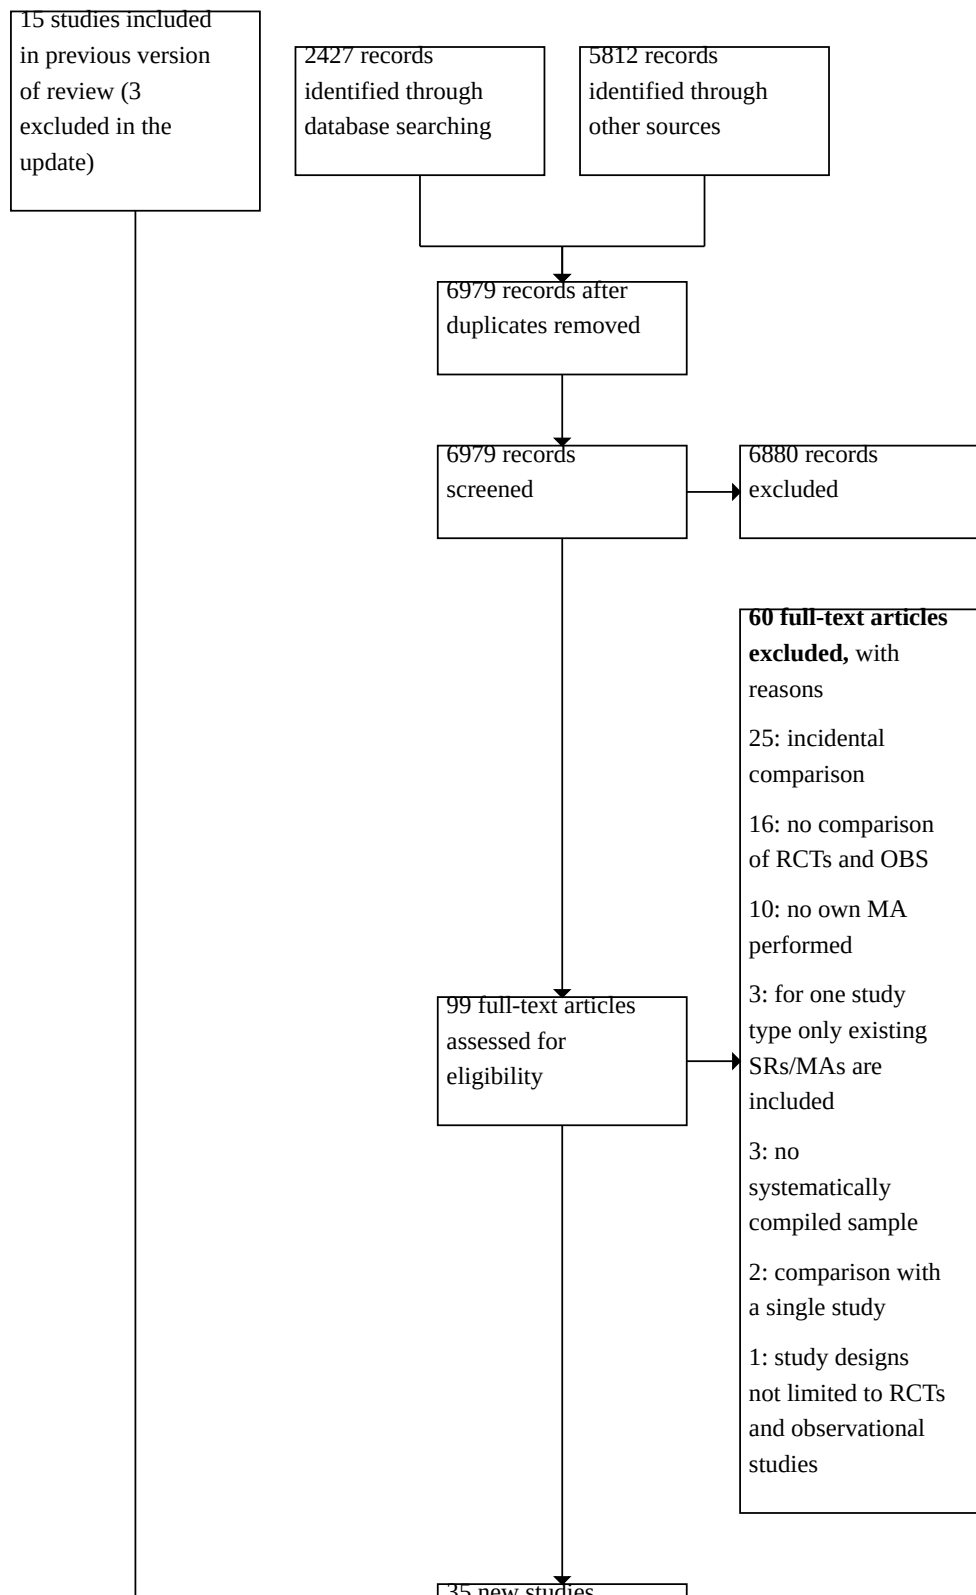 15 studies included
in previous version
of review (3
excluded in the
update)
2427 records
identified through
database searching
5812 records
identified through
other sources
6979 records after
duplicates removed
6979 records
screened
6880 records
excluded
60 full-text articles
excluded, with
reasons
25: incidental
comparison
16: no comparison
of RCTs and OBS
10: no own MA
performed
3: for one study
type only existing
SRs/MAs are
included
3: no
systematically
compiled sample
2: comparison with
a single study
1: study designs
not limited to RCTs
and observational
studies
99 full-text articles
assessed for
eligibility
35 new studies